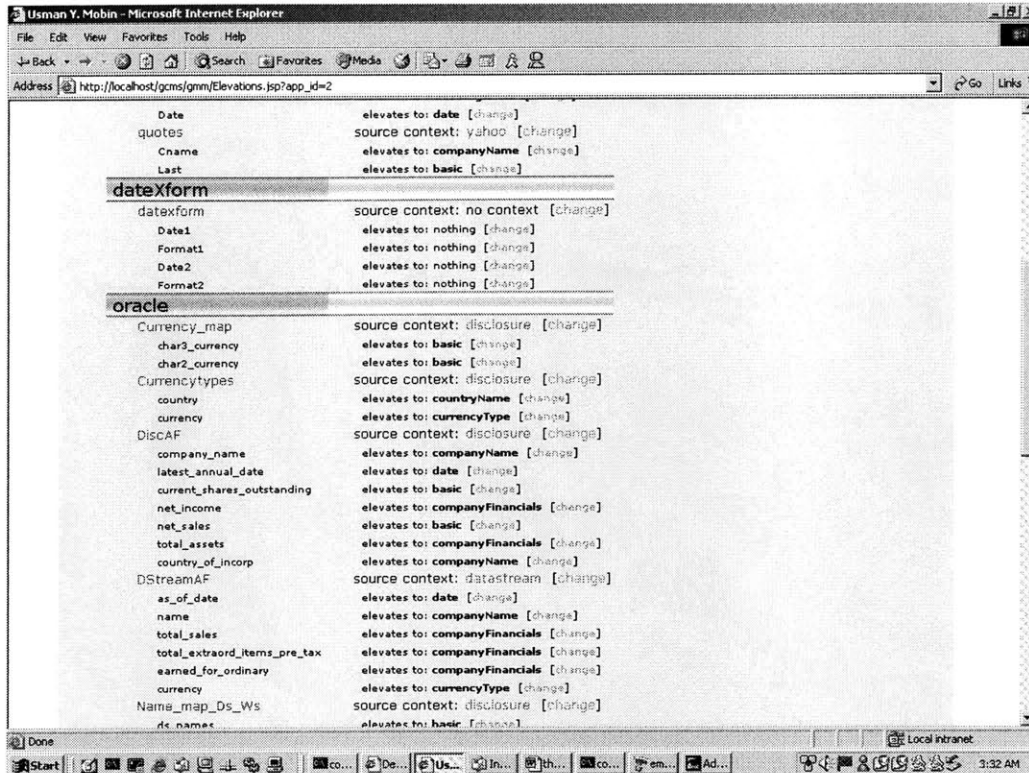 Usman Y. Mobin - Microsoft Internet Explorer
File Edit View Favorites Tools Help
Back Search Favorites Media
Address http://localhost/gcms/gmm/Elevations.jsp?app_id=2 Go Links
Date elevates to: date [change]
quotes source context: yahoo [change]
Cname elevates to: companyName [change]
Last elevates to: basic [change]
dateXform
datexform source context: no context [change]
Date1 elevates to: nothing [change]
Format1 elevates to: nothing [change]
Date2 elevates to: nothing [change]
Format2 elevates to: nothing [change]
oracle
Currency_map source context: disclosure [change]
char3_currency elevates to: basic [change]
char2_currency elevates to: basic [change]
Currencytypes source context: disclosure [change]
country elevates to: countryName [change]
currency elevates to: currencyType [change]
DiscAF source context: disclosure [change]
company_name elevates to: companyName [change]
latest_annual_date elevates to: date [change]
current_shares_outstanding elevates to: basic [change]
net_income elevates to: companyFinancials [change]
net_sales elevates to: basic [change]
total_assets elevates to: companyFinancials [change]
country_of_incorp elevates to: companyName [change]
DStreamAF source context: datastream [change]
as_of_date elevates to: date [change]
name elevates to: companyName [change]
total_sales elevates to: companyFinancials [change]
total_extraord_items_pre_tax elevates to: companyFinancials [change]
earned_for_ordinary elevates to: companyFinancials [change]
currency elevates to: currencyType [change]
Name_map_Ds_Ws source context: disclosure [change]
ds_names elevates to: basic [change]
Done Local intranet
Start co... De... Us... In... th... co... em... Ad... 3:32 AM